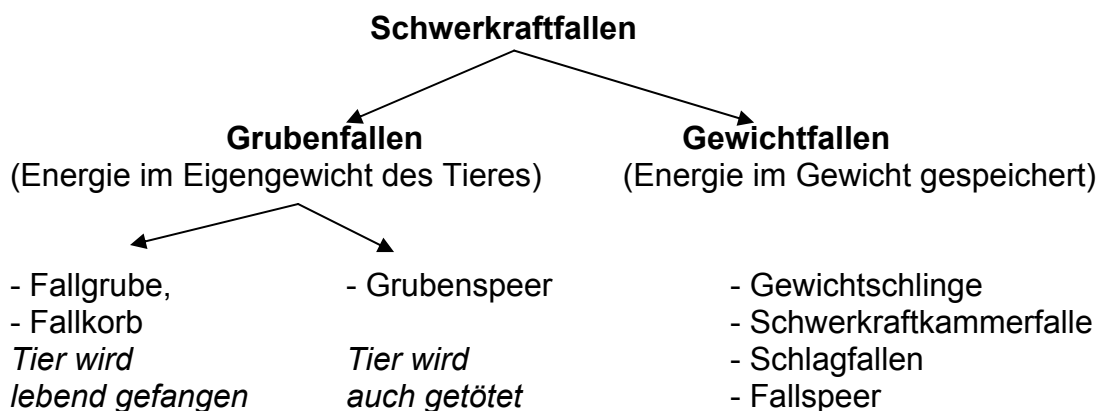 Schwerkraftfallen
Grubenfallen Gewichtfallen
(Energie im Eigengewicht des Tieres) (Energie im Gewicht gespeichert)
- Fallgrube, - Grubenspeer - Gewichtschlinge
- Fallkorb - Schwerkraftkammerfalle
Tier wird Tier wird - Schlagfallen
lebend gefangen auch getötet - Fallspeer